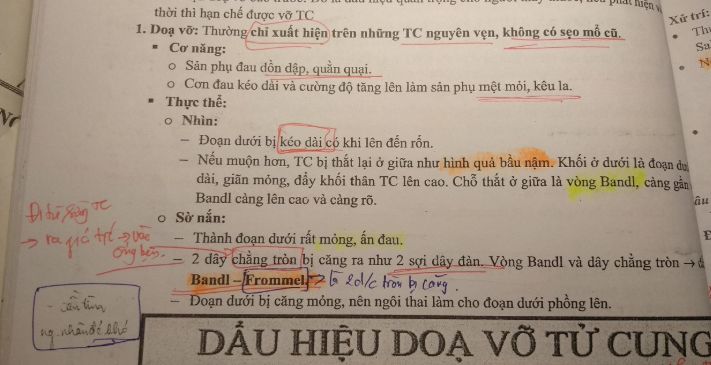 thời thì hạn chế được vỡ TC
1. Doạ vỡ: Thường chỉ xuất hiện trên những TC nguyên vẹn, không có sẹo mổ cũ.
▪ Cơ năng:
o Sản phụ đau dồn dập, quằn quại.
o Cơn đau kéo dài và cường độ tăng lên làm sản phụ mệt mỏi, kêu la.
▪ Thực thể:
o Nhìn:
− Đoạn dưới bị kéo dài có khi lên đến rốn.
− Nếu muộn hơn, TC bị thắt lại ở giữa như hình quả bầu nậm. Khối ở dưới là đoạn
dài, giãn mỏng, đẩy khối thân TC lên cao. Chỗ thắt ở giữa là vòng Bandl, càng gần
Bandl càng lên cao và càng rõ.
o Sờ nắn:
− Thành đoạn dưới rất mỏng, ấn đau.
− 2 dây chằng tròn bị căng ra như 2 sợi dây đàn. Vòng Bandl và dây chằng tròn →
Bandl – Frommel. → là 2 d/c tròn bị căng.
− Đoạn dưới bị căng mỏng, nên ngôi thai làm cho đoạn dưới phồng lên.
DẤU HIỆU DOẠ VỠ TỬ CUNG
Xử trí:
• Th
Sa
• N
âu
Đi từ sừng TC
→ ra → vào
ống bẹn.
- cần tìm
ng nhân đẻ khó